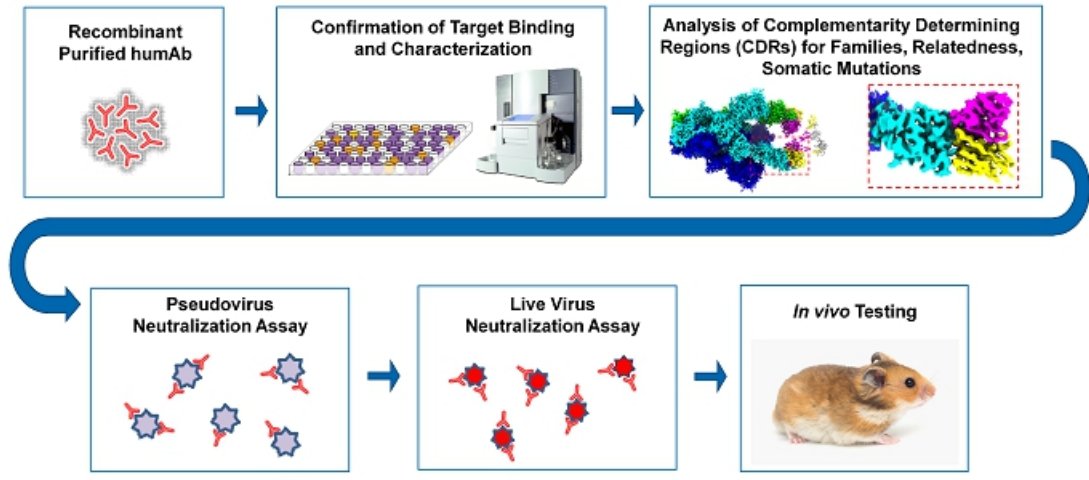 Recombinant
Purified humAb
Confirmation of Target Binding
and Characterization
Analysis of Complementarity Determining
Regions (CDRs) for Families, Relatedness,
Somatic Mutations
Pseudovirus
Neutralization Assay
Live Virus
Neutralization Assay
In vivo Testing